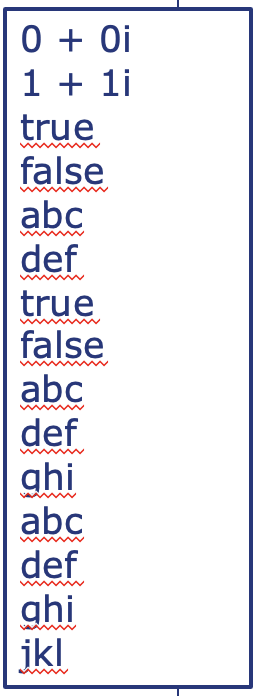 0 + 0i
1 + 1i
true
false
abc
def
true
false
abc
def
ghi
abc
def
ghi
jkl